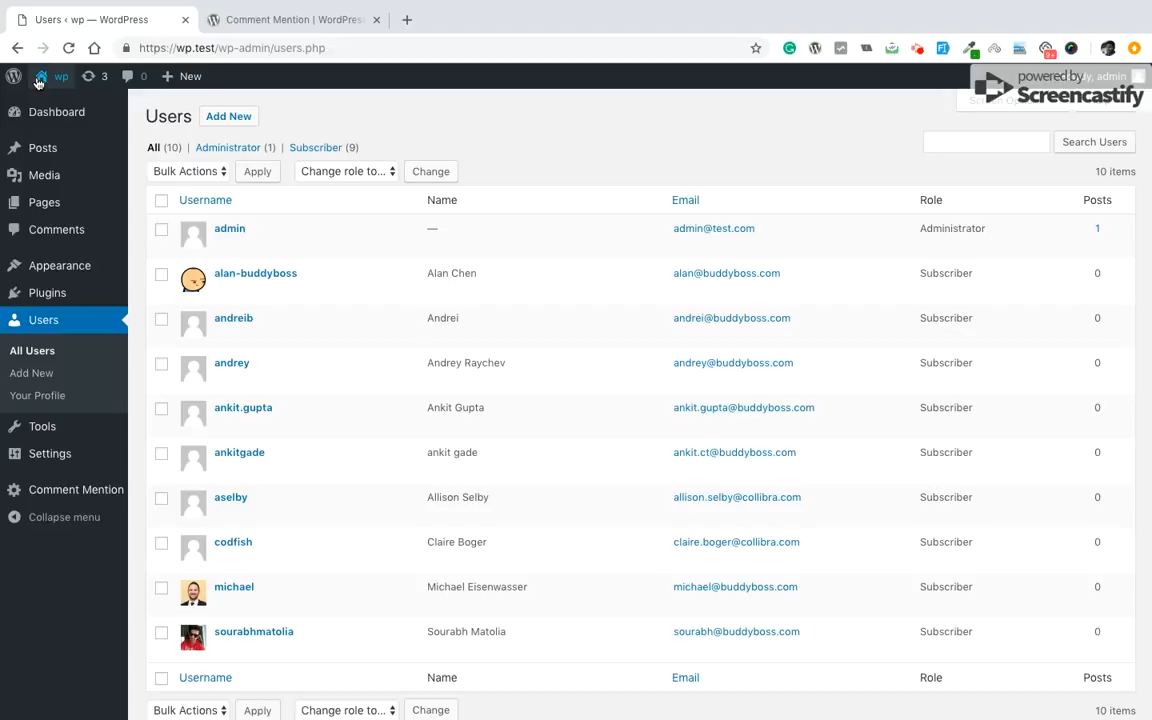 Users ‹ wp — WordPress
Comment Mention | WordPress
https://wp.test/wp-admin/users.php
9+
wp 3 0 New
admin
powered by
Screencastify
Dashboard
Posts
Media
Pages
Comments
Appearance
Plugins
Users
All Users
Add New
Your Profile
Tools
Settings
Comment Mention
Collapse menu
Users Add New
All (10) | Administrator (1) | Subscriber (9)
Search Users
Bulk Actions Apply Change role to... Change 10 items
Username Name Email Role Posts
admin — admin@test.com Administrator 1
alan-buddyboss Alan Chen alan@buddyboss.com Subscriber 0
andreib Andrei andrei@buddyboss.com Subscriber 0
andrey Andrey Raychev andrey@buddyboss.com Subscriber 0
ankit.gupta Ankit Gupta ankit.gupta@buddyboss.com Subscriber 0
ankitgade ankit gade ankit.ct@buddyboss.com Subscriber 0
aselby Allison Selby allison.selby@collibra.com Subscriber 0
codfish Claire Boger claire.boger@collibra.com Subscriber 0
michael Michael Eisenwasser michael@buddyboss.com Subscriber 0
sourabhmatolia Sourabh Matolia sourabh@buddyboss.com Subscriber 0
Username Name Email Role Posts
Bulk Actions Apply Change role to... Change 10 items